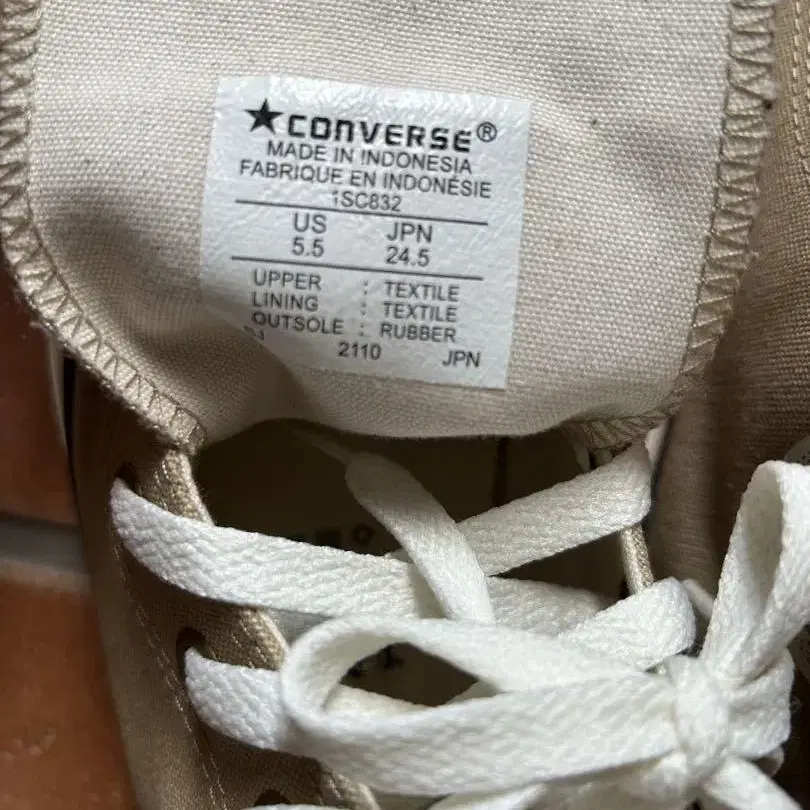 ★CONVERSE®
MADE IN INDONESIA
FABRIQUE EN INDONÉSIE
1SC832
US JPN
5.5 24.5
UPPER : TEXTILE
LINING : TEXTILE
OUTSOLE : RUBBER
2110 JPN